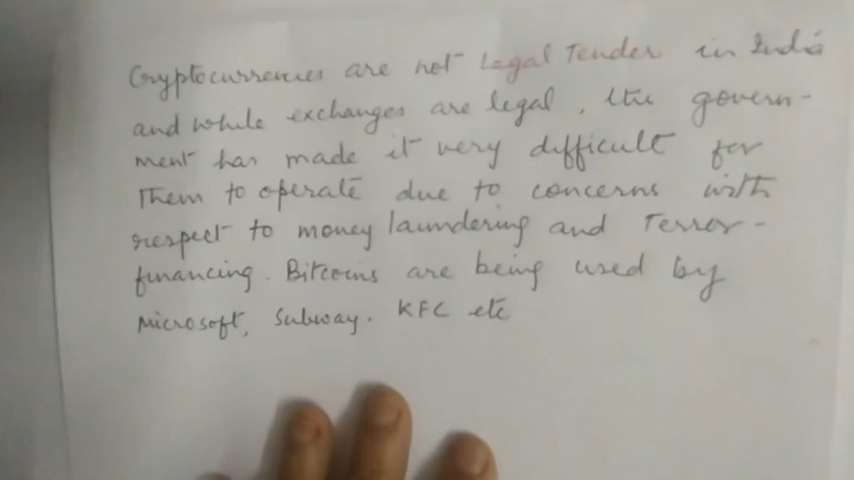 Cryptocurrencies are not Legal Tender in India
and while exchanges are legal, the govern-
ment has made it very difficult for
them to operate due to concerns with
respect to money laundering and Terror-
financing. Bitcoins are being used by
Microsoft, Subway. KFC etc